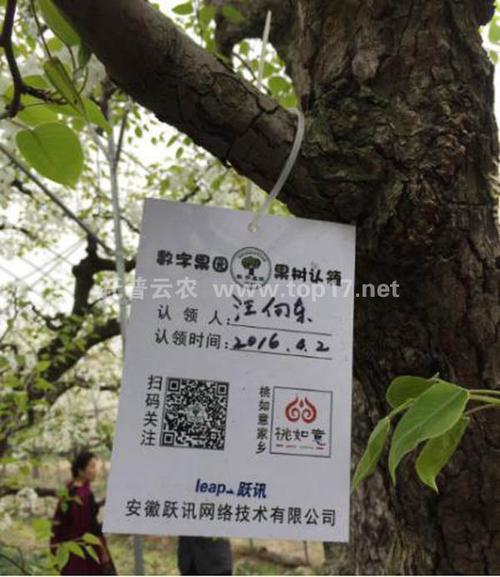 数字果园 果树认领
认领人: 汪何东
认领时间: 2016.4.2
扫码关注
桃如意家乡
桃如意
leap 跃讯
安徽跃讯网络技术有限公司
普云农 www.top17.net